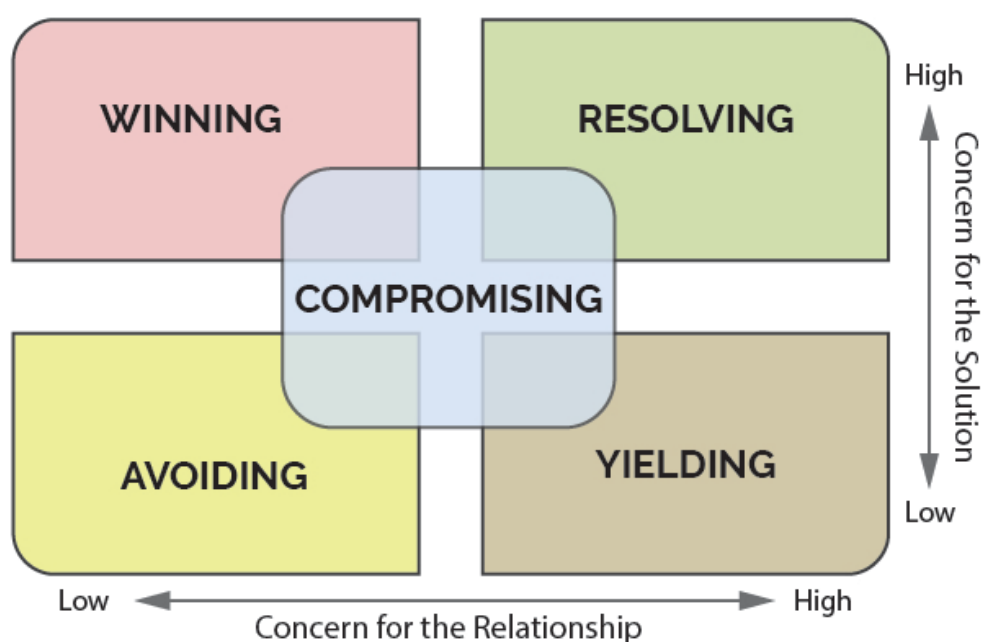 WINNING
RESOLVING
High
Concern for the Solution
COMPROMISING
AVOIDING
YIELDING
Low
Low
High
Concern for the Relationship